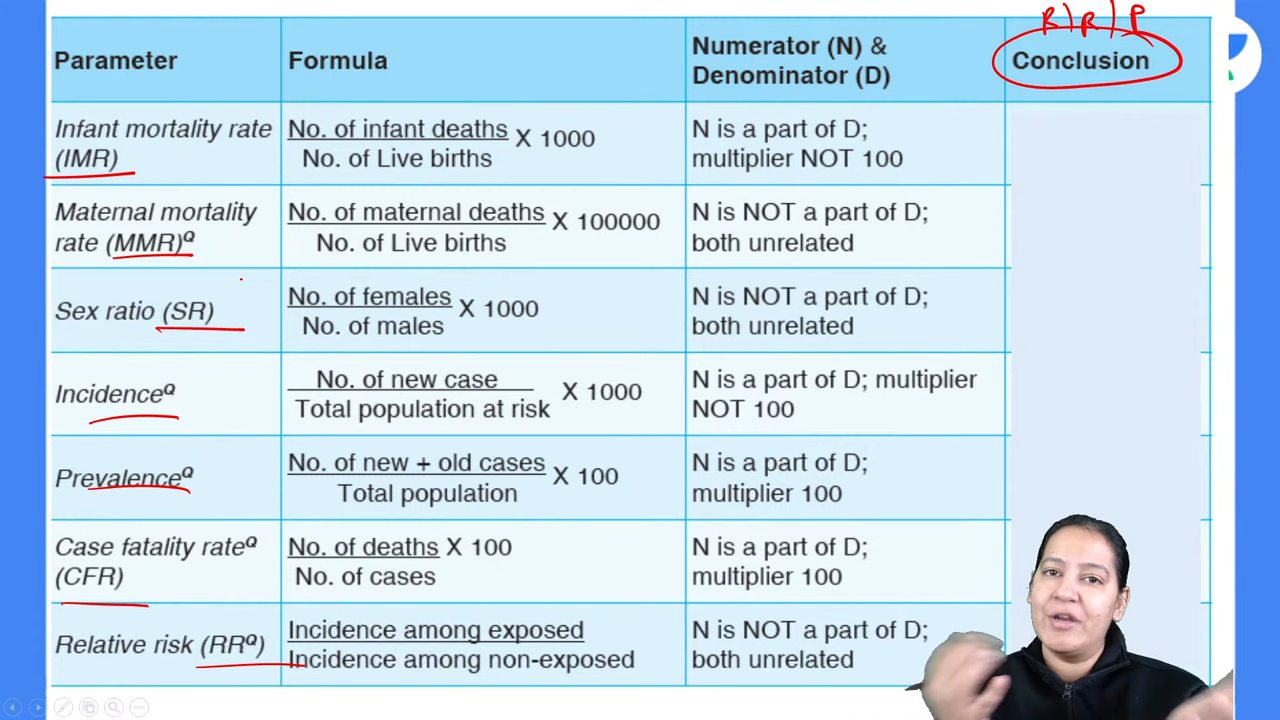 R | R | P
Parameter
Formula
Numerator (N) &
Denominator (D)
Conclusion
Infant mortality rate
(IMR)
No. of infant deaths
No. of Live births
X 1000
N is a part of D;
multiplier NOT 100
Maternal mortality
rate (MMR)Q
No. of maternal deaths
No. of Live births
X 100000
N is NOT a part of D;
both unrelated
Sex ratio (SR)
No. of females
No. of males
X 1000
N is NOT a part of D;
both unrelated
IncidenceQ
No. of new case
Total population at risk
X 1000
N is a part of D; multiplier
NOT 100
PrevalenceQ
No. of new + old cases
Total population
X 100
N is a part of D;
multiplier 100
Case fatality rateQ
(CFR)
No. of deaths
No. of cases
X 100
N is a part of D;
multiplier 100
Relative risk (RRQ)
Incidence among exposed
Incidence among non-exposed
N is NOT a part of D;
both unrelated